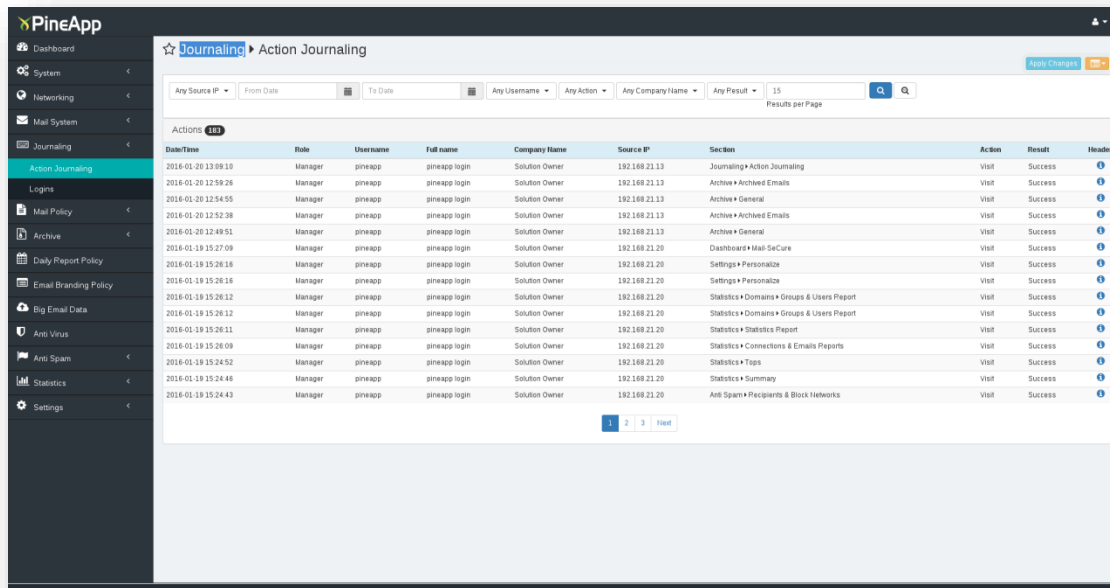 PineApp
Dashboard
System
Networking
Mail System
Journaling
Action Journaling
Logins
Mail Policy
Archive
Daily Report Policy
Email Branding Policy
Big Email Data
Anti Virus
Anti Spam
Statistics
Settings
Journaling Action Journaling
Apply Changes
Any Source IP From Date To Date Any Username Any Action Any Company Name Any Result 15
Results per Page
Actions 183
Date/Time Role Username Full name Company Name Source IP Section Action Result Header
2016-01-20 13:09:10 Manager pineapp pineapp login Solution Owner 192.168.21.13 Journaling Action Journaling Visit Success
2016-01-20 12:59:26 Manager pineapp pineapp login Solution Owner 192.168.21.13 Archive Archived Emails Visit Success
2016-01-20 12:54:55 Manager pineapp pineapp login Solution Owner 192.168.21.13 Archive General Visit Success
2016-01-20 12:52:38 Manager pineapp pineapp login Solution Owner 192.168.21.13 Archive Archived Emails Visit Success
2016-01-20 12:49:51 Manager pineapp pineapp login Solution Owner 192.168.21.13 Archive General Visit Success
2016-01-19 15:27:09 Manager pineapp pineapp login Solution Owner 192.168.21.20 Dashboard Mail-SeCure Visit Success
2016-01-19 15:26:16 Manager pineapp pineapp login Solution Owner 192.168.21.20 Settings Personalize Visit Success
2016-01-19 15:26:16 Manager pineapp pineapp login Solution Owner 192.168.21.20 Settings Personalize Visit Success
2016-01-19 15:26:12 Manager pineapp pineapp login Solution Owner 192.168.21.20 Statistics Domains Groups & Users Report Visit Success
2016-01-19 15:26:12 Manager pineapp pineapp login Solution Owner 192.168.21.20 Statistics Domains Groups & Users Report Visit Success
2016-01-19 15:26:11 Manager pineapp pineapp login Solution Owner 192.168.21.20 Statistics Statistics Report Visit Success
2016-01-19 15:26:09 Manager pineapp pineapp login Solution Owner 192.168.21.20 Statistics Connections & Emails Reports Visit Success
2016-01-19 15:24:52 Manager pineapp pineapp login Solution Owner 192.168.21.20 Statistics Tops Visit Success
2016-01-19 15:24:46 Manager pineapp pineapp login Solution Owner 192.168.21.20 Statistics Summary Visit Success
2016-01-19 15:24:43 Manager pineapp pineapp login Solution Owner 192.168.21.20 Anti Spam Recipients & Block Networks Visit Success
1 2 3 Next